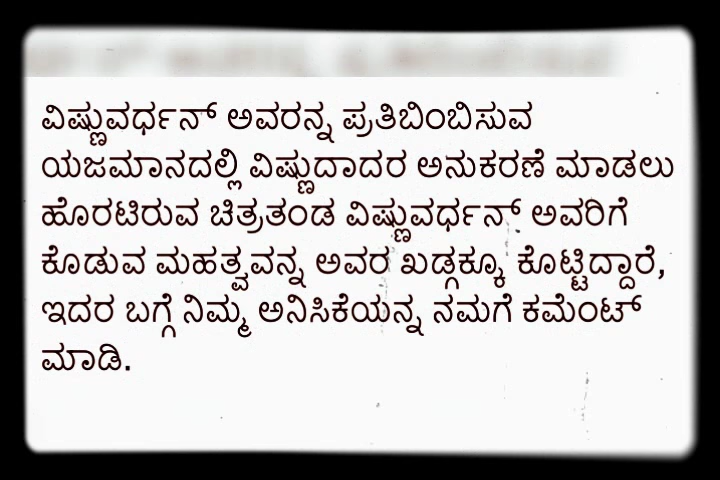 ವಿಷ್ಣುವರ್ಧನ್ ಅವರನ್ನ ಪ್ರತಿಬಿಂಬಿಸುವ
ಯಜಮಾನದಲ್ಲಿ ವಿಷ್ಣುದಾದರ ಅನುಕರಣೆ ಮಾಡಲು
ಹೊರಟಿರುವ ಚಿತ್ರತಂಡ ವಿಷ್ಣುವರ್ಧನ್ ಅವರಿಗೆ
ಕೊಡುವ ಮಹತ್ವವನ್ನ ಅವರ ಖಡ್ಗಕ್ಕೂ ಕೊಟ್ಟಿದ್ದಾರೆ,
ಇದರ ಬಗ್ಗೆ ನಿಮ್ಮ ಅನಿಸಿಕೆಯನ್ನ ನಮಗೆ ಕಮೆಂಟ್
ಮಾಡಿ.